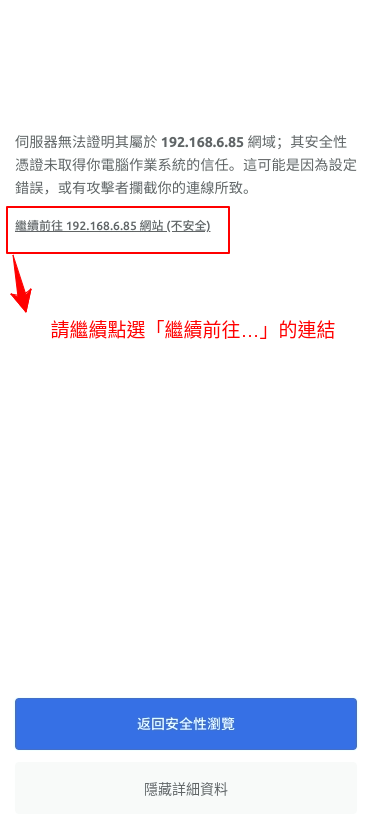 伺服器無法證明其屬於 192.168.6.85 網域；其安全性
憑證未取得你電腦作業系統的信任。這可能是因為設定
錯誤，或有攻擊者攔截你的連線所致。
繼續前往 192.168.6.85 網站 (不安全)
請繼續點選「繼續前往...」的連結
返回安全性瀏覽
隱藏詳細資料